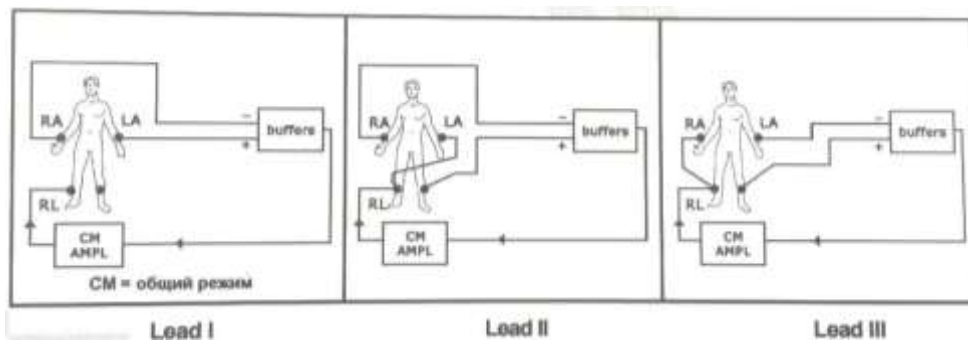 RA
LA
−
+
buffers
RL
CM
AMPL
CM = общий режим
Lead I
RA
LA
−
+
buffers
RL
CM
AMPL
Lead II
RA
LA
−
+
buffers
RL
CM
AMPL
Lead III